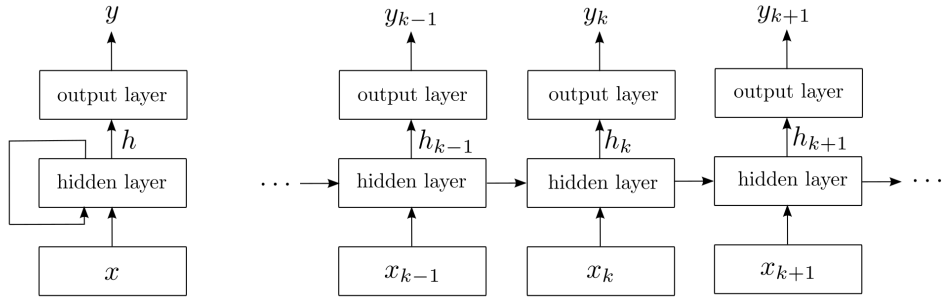 y
output layer
h
hidden layer
x
y_{k-1} y_k y_{k+1}
output layer output layer output layer
h_{k-1} h_k h_{k+1}
· · · hidden layer hidden layer hidden layer · · ·
x_{k-1} x_k x_{k+1}